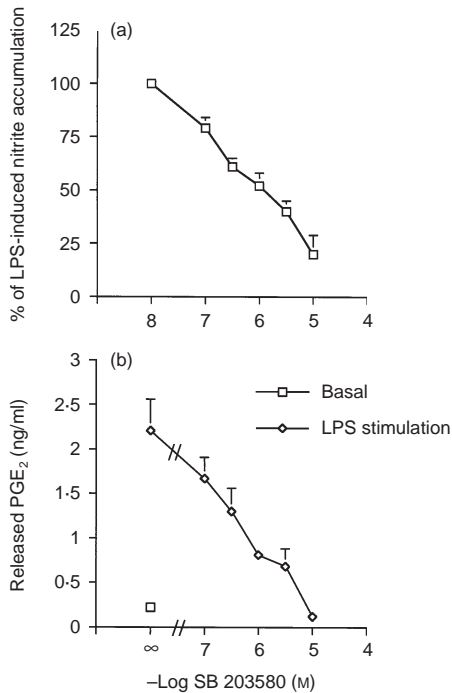 (a)
% of LPS-induced nitrite accumulation
125
100
75
50
25
0
8 7 6 5 4
(b)
Released PGE₂ (ng/ml)
3
2·5
2
1·5
1
0·5
0
Basal
LPS stimulation
∞ 7 6 5 4
–Log SB 203580 (M)